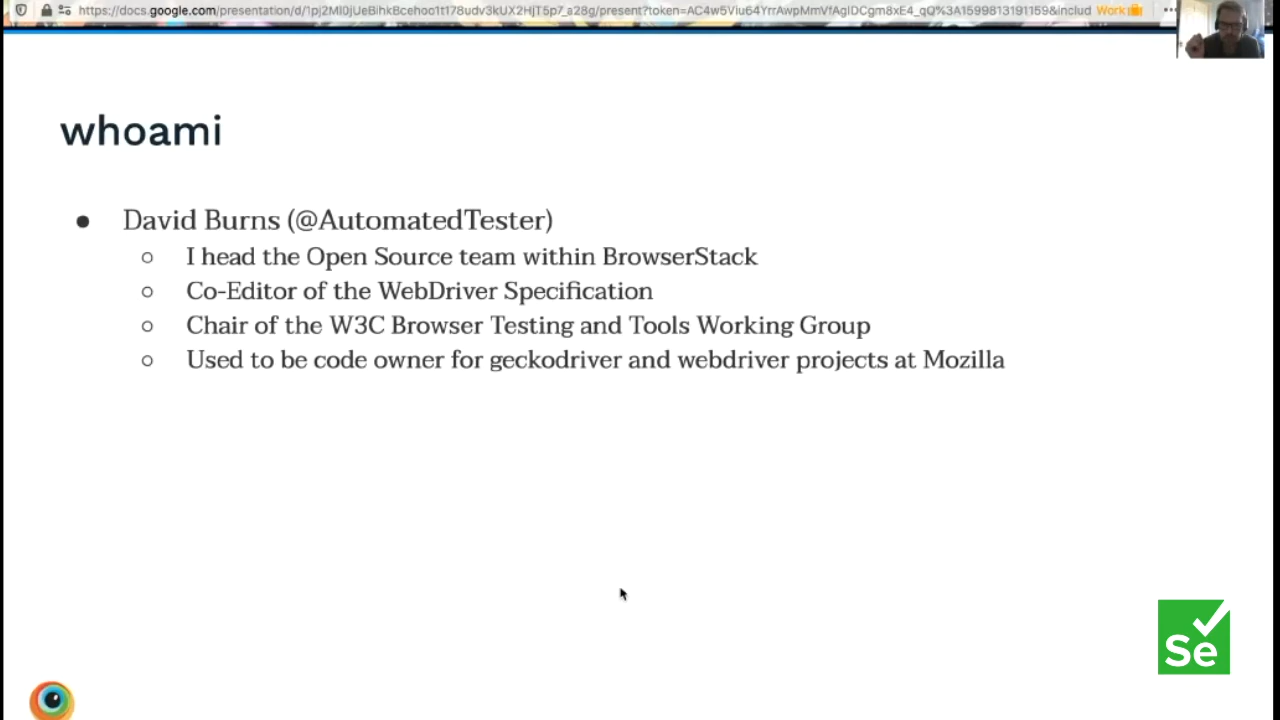 whoami
David Burns (@AutomatedTester)
I head the Open Source team within BrowserStack
Co-Editor of the WebDriver Specification
Chair of the W3C Browser Testing and Tools Working Group
Used to be code owner for geckodriver and webdriver projects at Mozilla
Se
Work